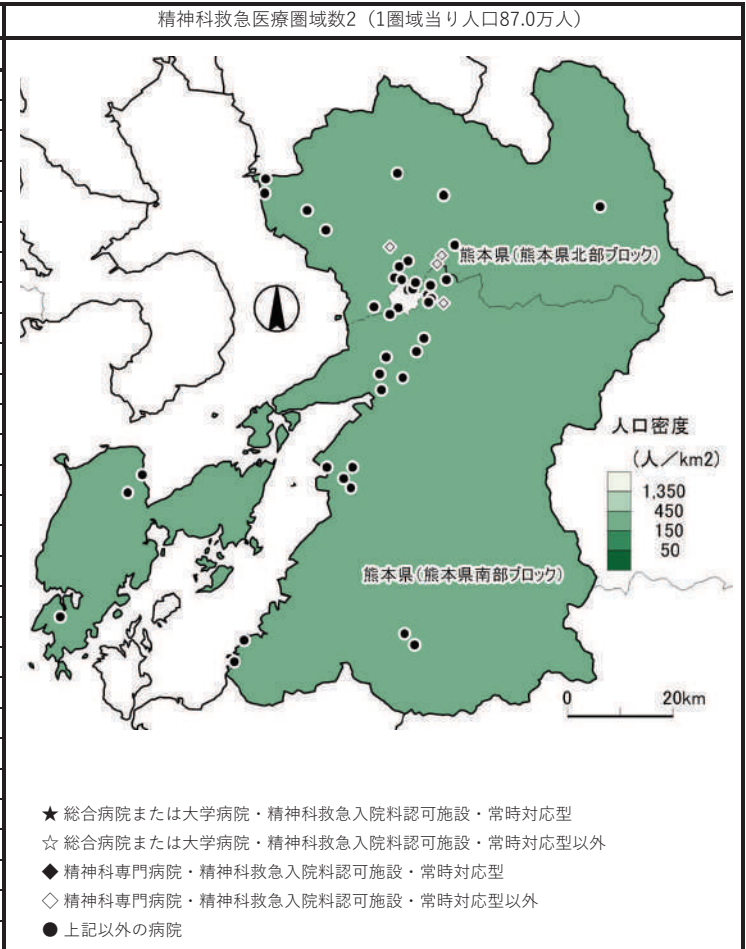 精神科救急医療圏域数2（1圏域当り人口87.0万人）
熊本県（熊本県北部ブロック）
人口密度
（人／km2）
1,350
450
150
50
熊本県（熊本県南部ブロック）
0 20km
★ 総合病院または大学病院・精神科救急入院料認可施設・常時対応型
☆ 総合病院または大学病院・精神科救急入院料認可施設・常時対応型以外
◆ 精神科専門病院・精神科救急入院料認可施設・常時対応型
◇ 精神科専門病院・精神科救急入院料認可施設・常時対応型以外
● 上記以外の病院